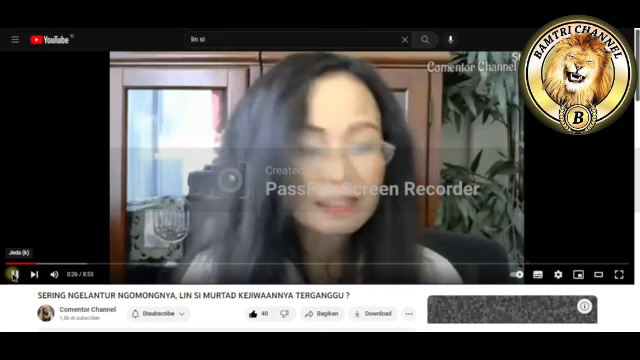 YouTube
ID
lin si
BAMTRI CHANNEL
B
Comentor Channel
Created
Screen Recorder
Jeda (k)
0:26 / 8:53
SERING NGELANTUR NGOMONGNYA, LIN SI MURTAD KEJIWAANNYA TERGANGGU ?
Comentor Channel
Disubscribe
40
Bagikan
Download